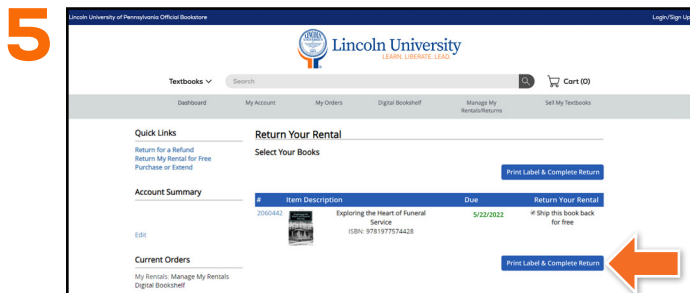 5
Lincoln University of Pennsylvania Official Bookstore
Login/Sign Up
Lincoln University
LEARN. LIBERATE. LEAD.
Textbooks
Search
Cart (0)
Dashboard
My Account
My Orders
Digital Bookshelf
Manage My
Rentals/Returns
Sell My Textbooks
Quick Links
Return for a Refund
Return My Rental for Free
Purchase or Extend
Account Summary
Edit
Current Orders
My Rentals: Manage My Rentals
Digital Bookshelf
Return Your Rental
Select Your Books
Print Label & Complete Return
# Item Description Due Return Your Rental
Z060442
Exploring the Heart of Funeral
Service
ISBN: 9781977574428
5/22/2022
Ship this book back
for free
Print Label & Complete Return